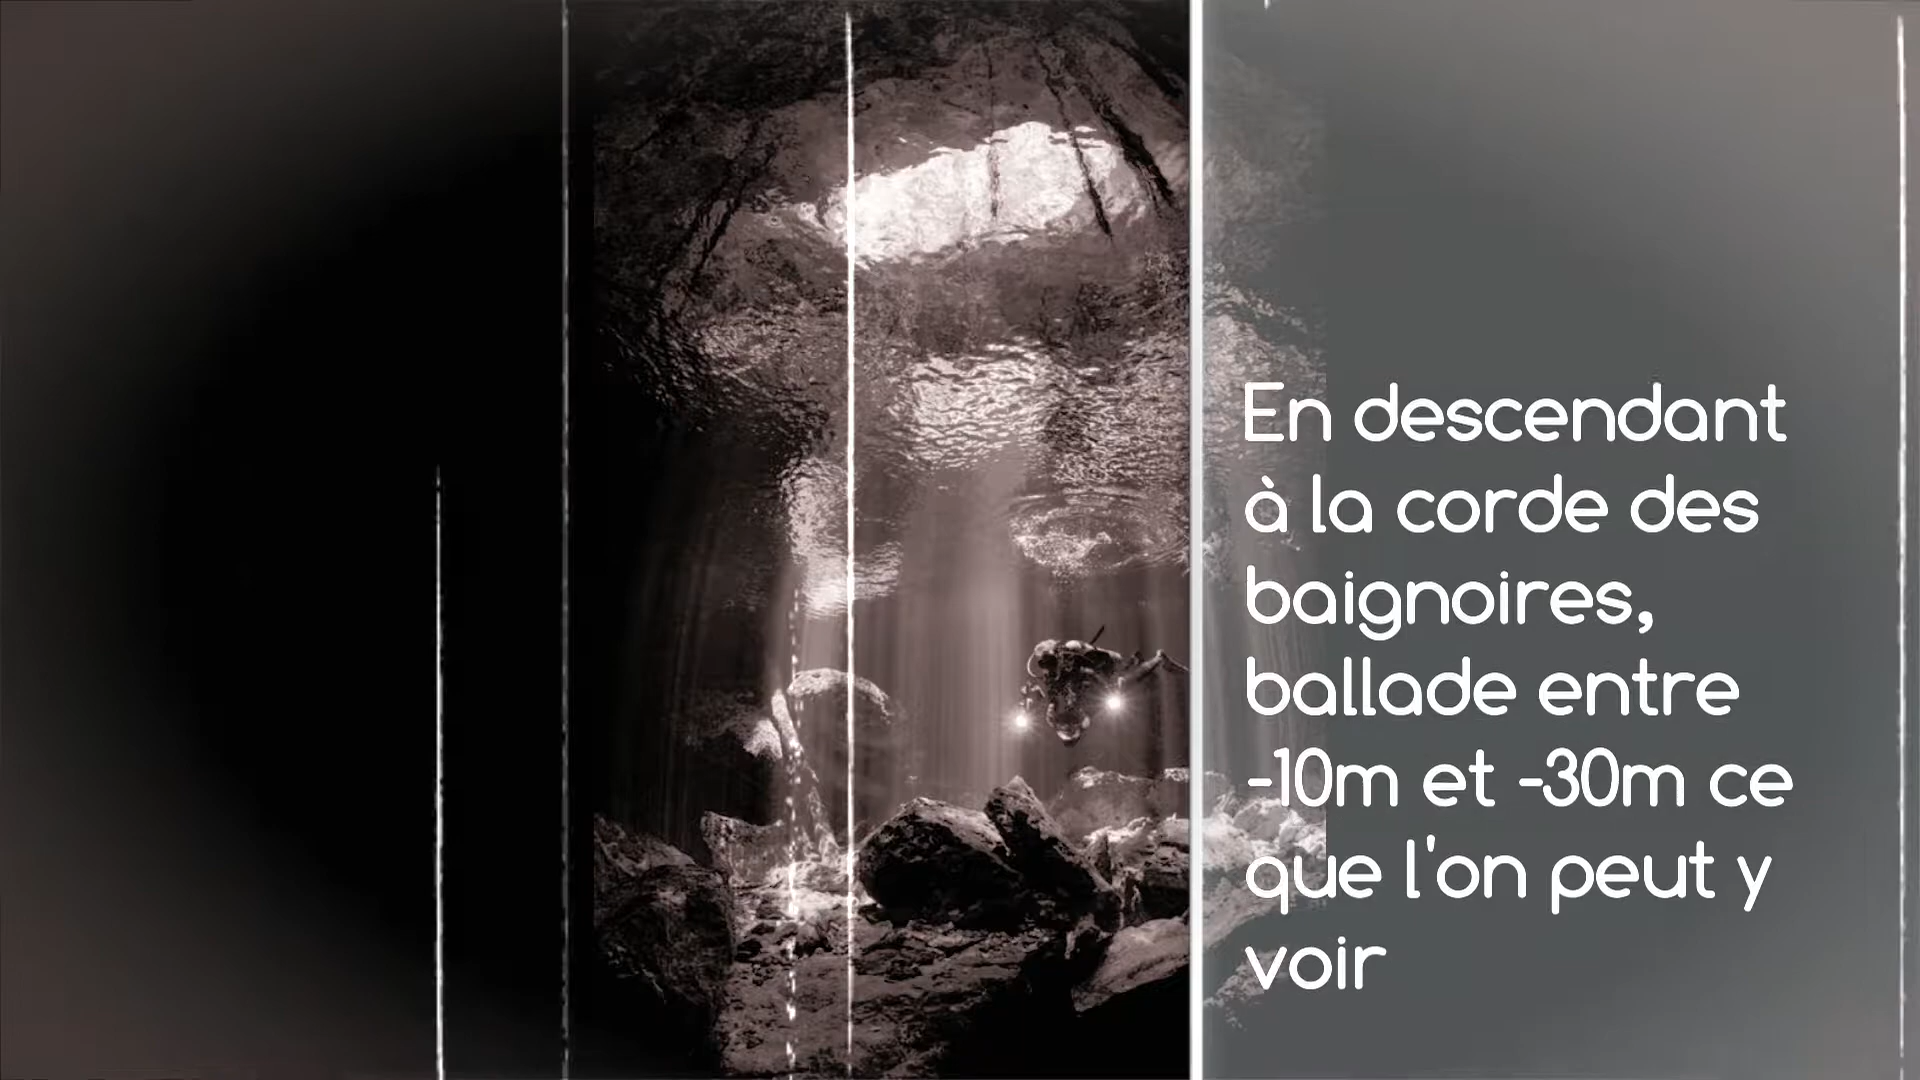 En descendant
à la corde des
baignoires,
ballade entre
-10m et -30m ce
que l'on peut y
voir